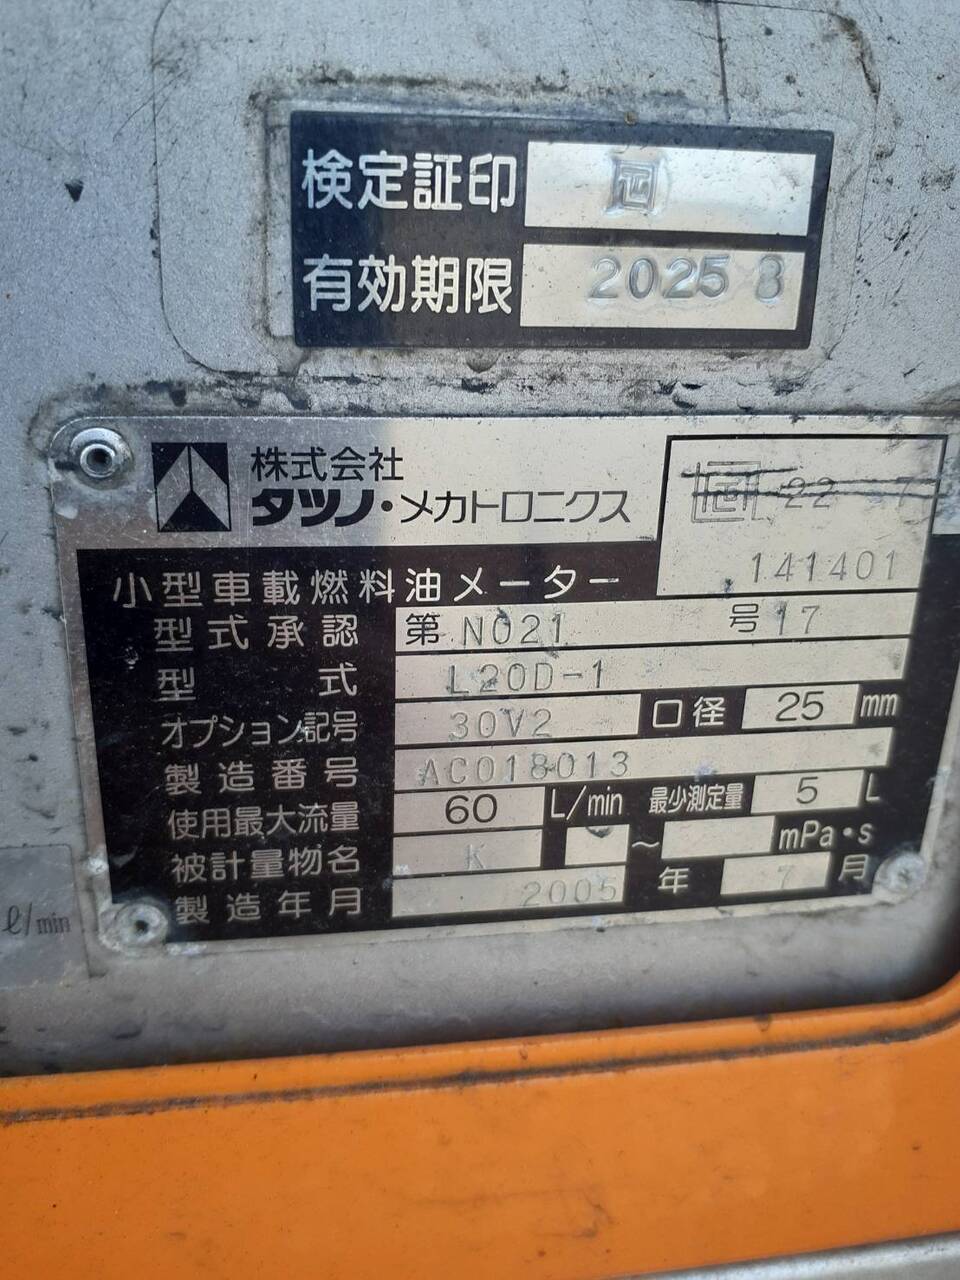 検定証印
有効期限 2025 8
株式会社
タツノ・メカトロニクス
22 7
141401
小型車載燃料油メーター
型式承認 第 N021 号 17
型式 L20D-1
オプション記号 30V2 口径 25 mm
製造番号 AC018013
使用最大流量 60 L/min 最少測定量 5 L
被計量物名 K ～ mPa・s
製造年月 2005 年 7 月
ℓ/min